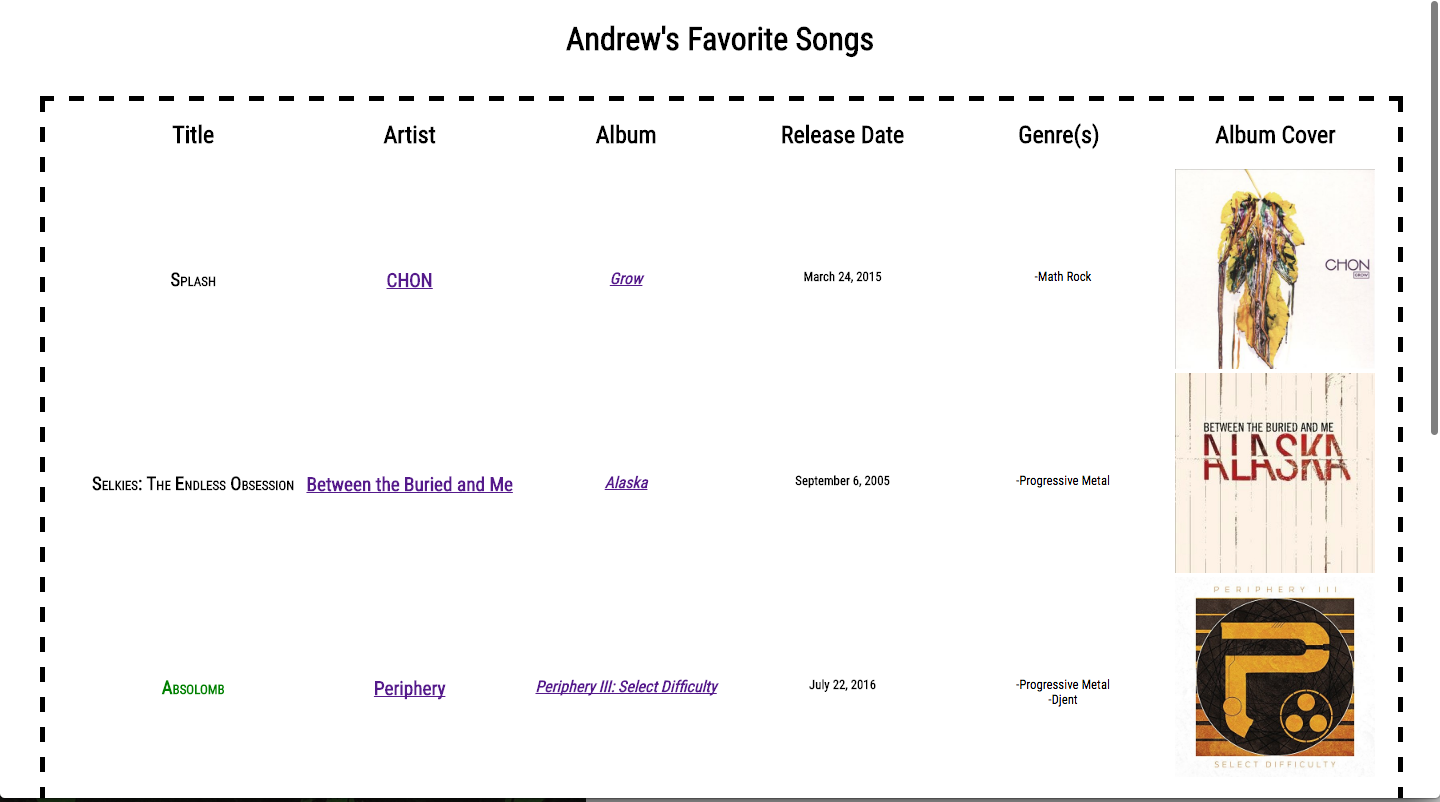 Andrew's Favorite Songs
Title Artist Album Release Date Genre(s) Album Cover
Splash CHON Grow March 24, 2015 -Math Rock
CHON
GROW
Selkies: The Endless Obsession Between the Buried and Me Alaska September 6, 2005 -Progressive Metal
BETWEEN THE BURIED AND ME
ALASKA
Absolomb Periphery Periphery III: Select Difficulty July 22, 2016 -Progressive Metal
-Djent
PERIPHERY III
SELECT DIFFICULTY